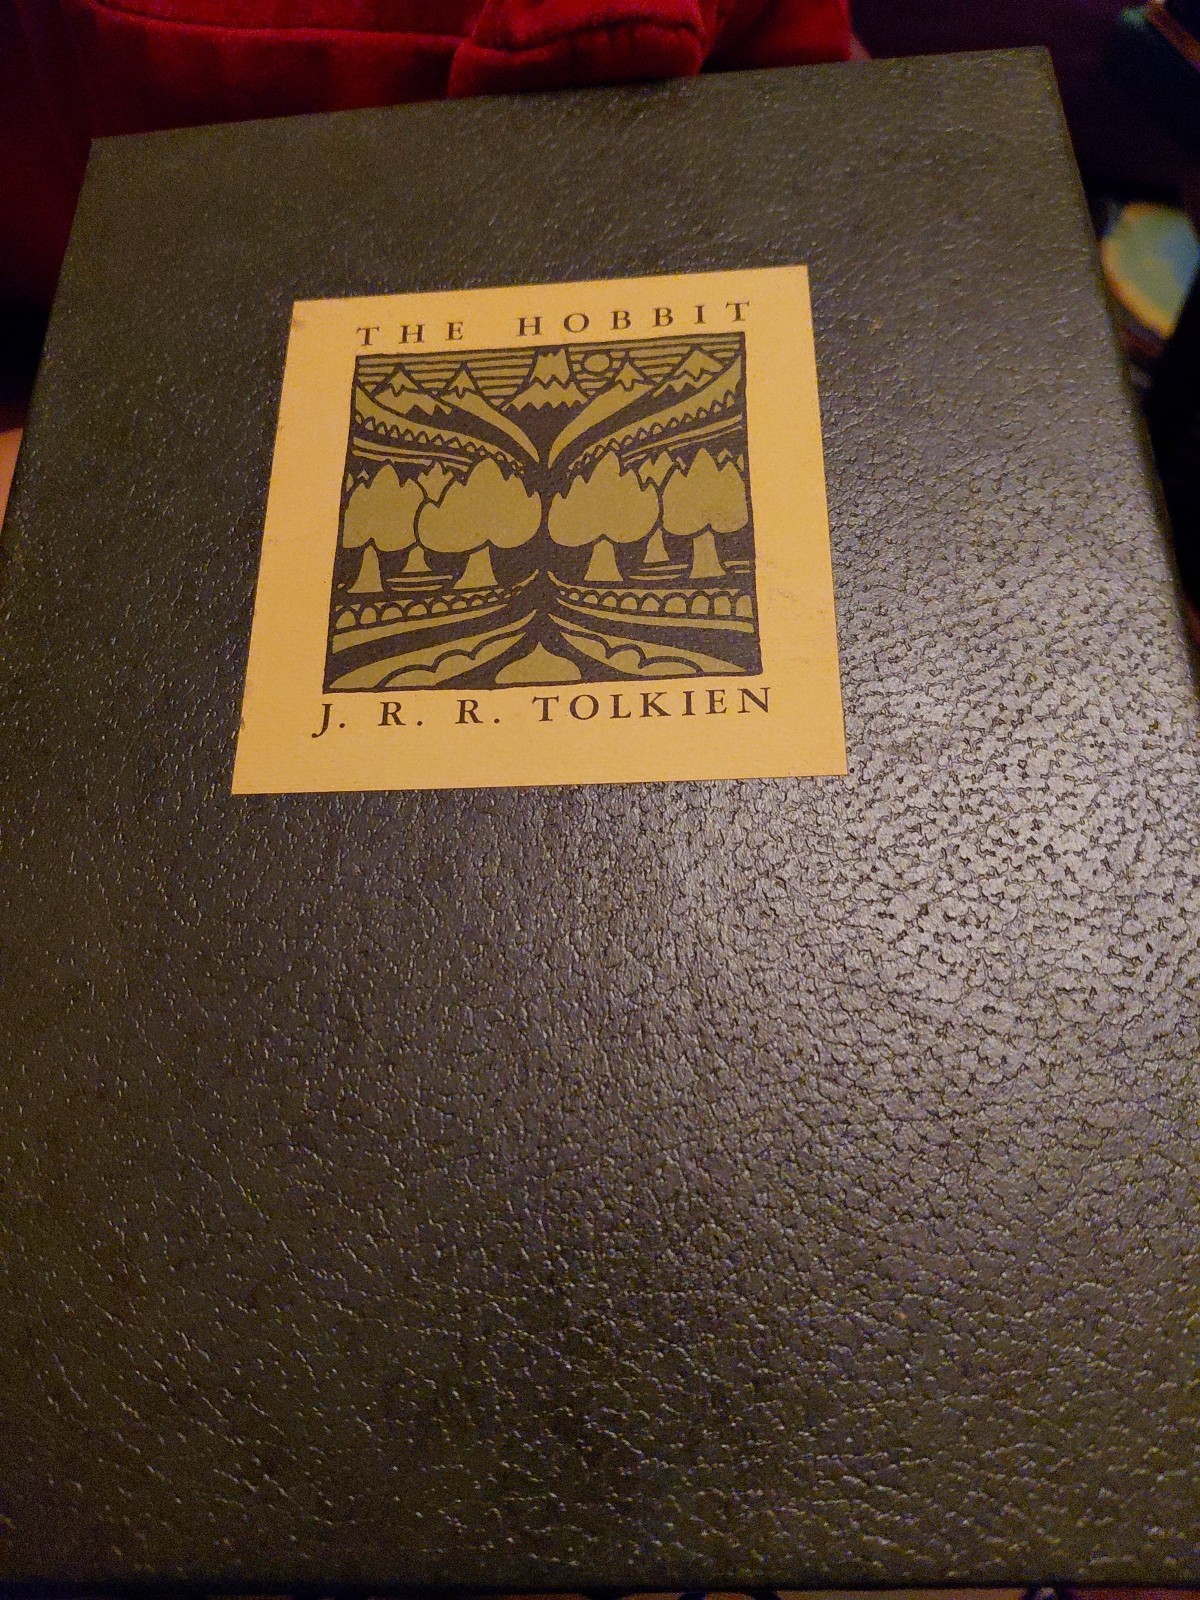 THE HOBBIT
J. R. R. TOLKIEN